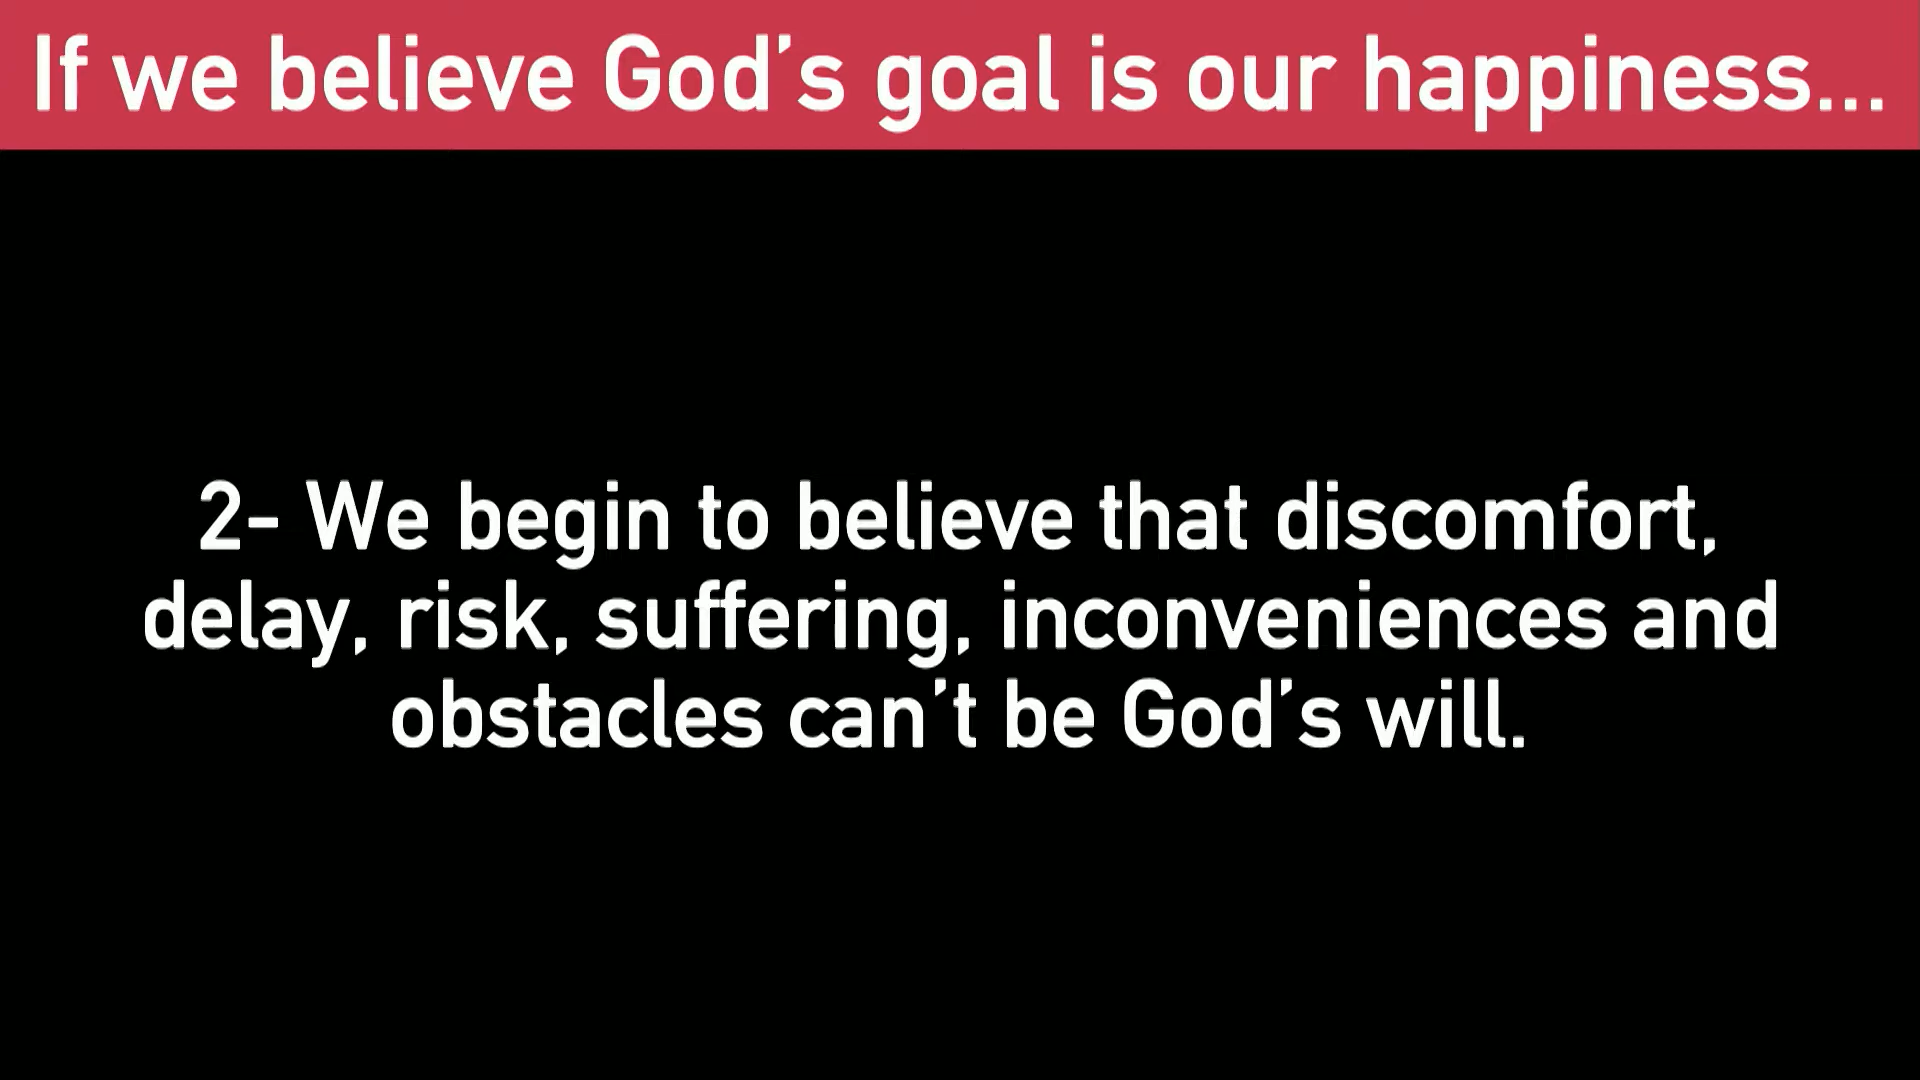 If we believe God’s goal is our happiness...
2- We begin to believe that discomfort,
delay, risk, suffering, inconveniences and
obstacles can’t be God’s will.